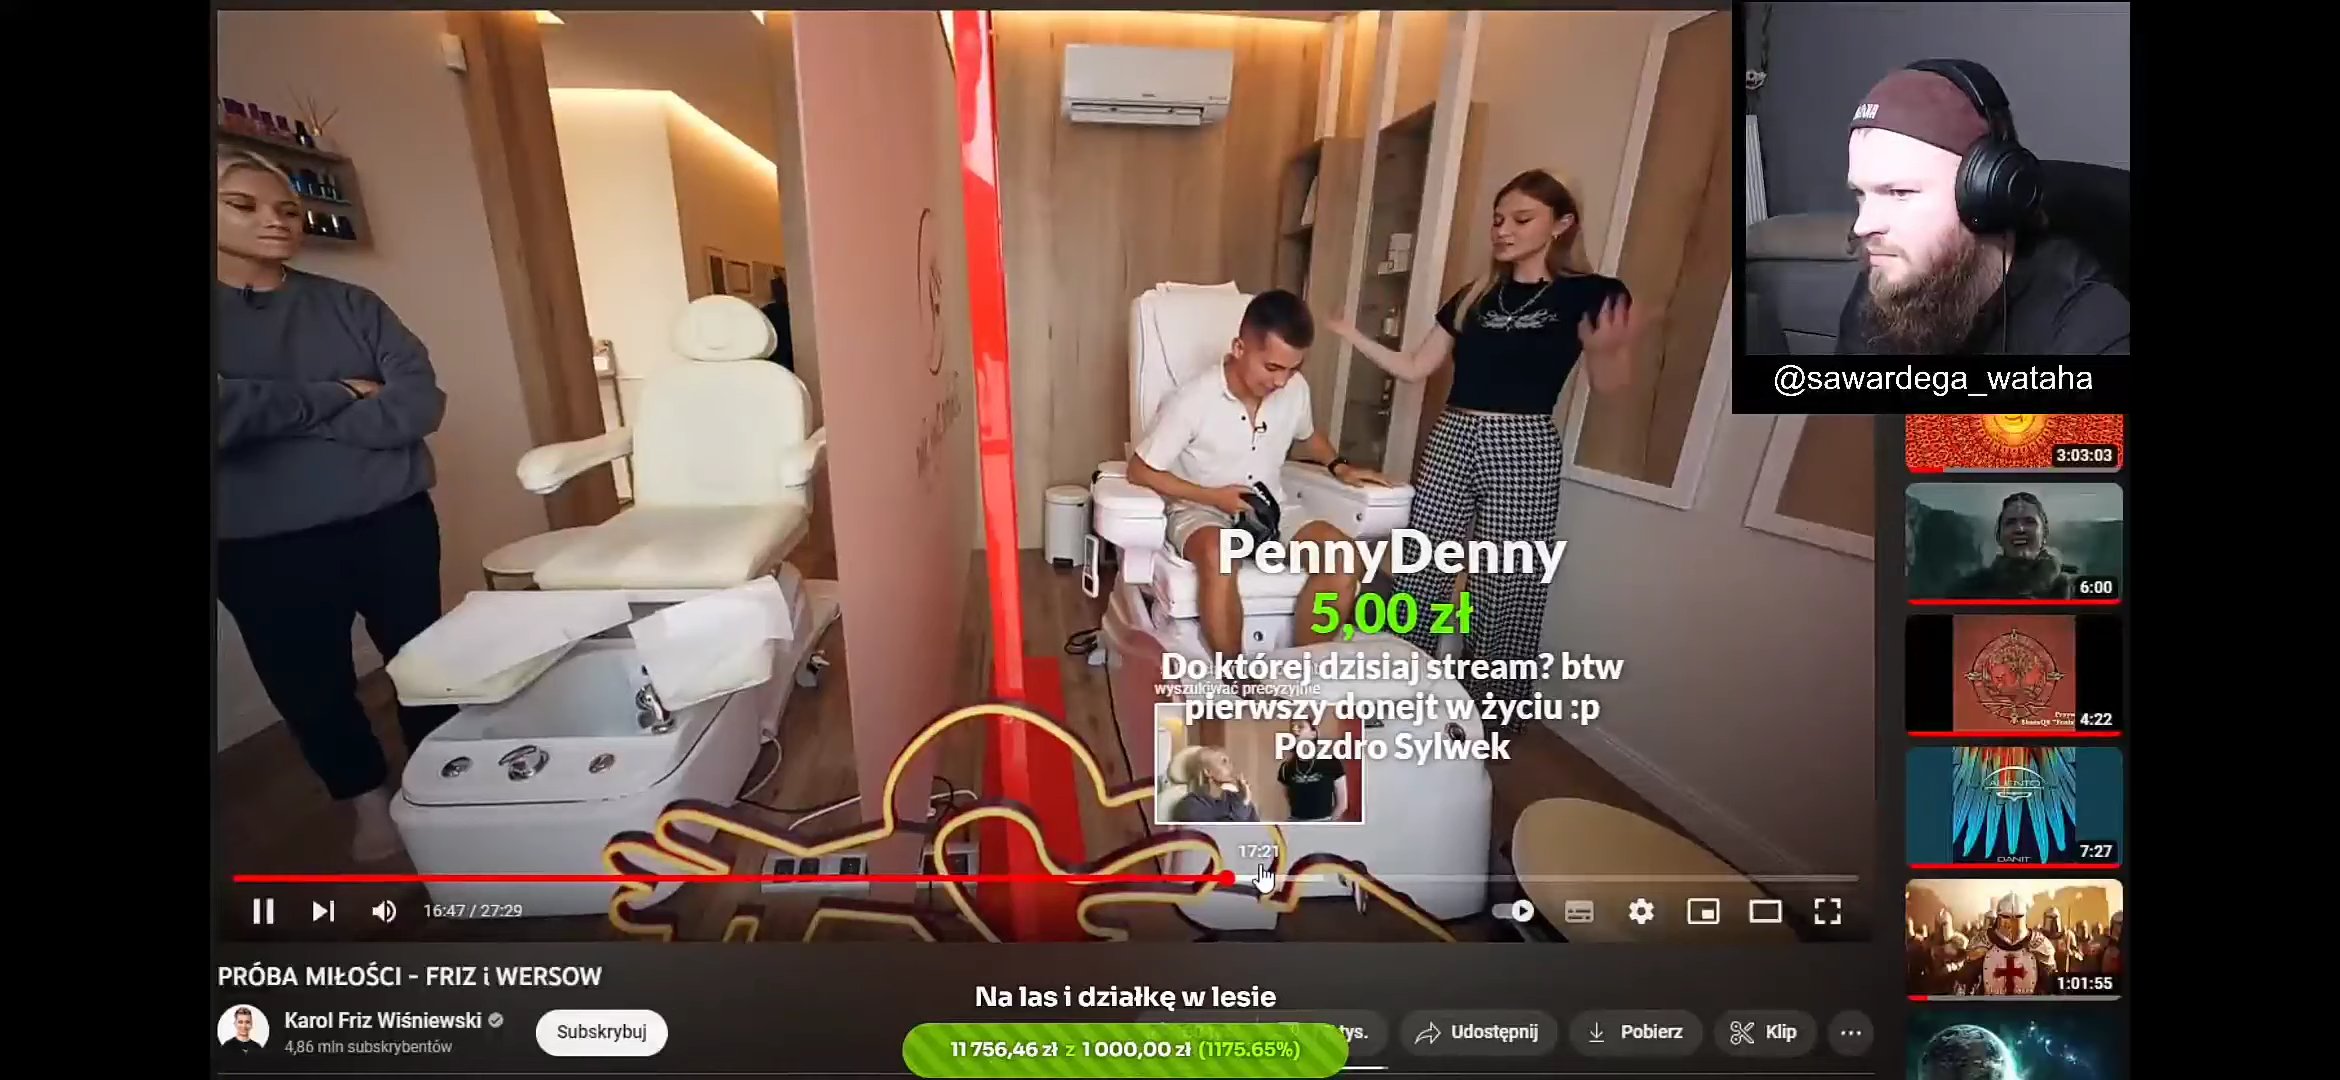 @sawardega_wataha
3:03:03
6:00
4:22
7:27
DANIT
1:01:55
PennyDenny
5,00 zł
Do której dzisiaj stream? btw
wyszukiwać precyzyjnie
pierwszy donejt w życiu :p
Pozdro Sylwek
17:21
16:47 / 27:29
PRÓBA MIŁOŚCI - FRIZ i WERSOW
Karol Friz Wiśniewski
4,86 mln subskrybentów
Subskrybuj
Na las i działkę w lesie
11 756,46 zł z 1 000,00 zł (1175.65%)
tys.
Udostępnij
Pobierz
Klip